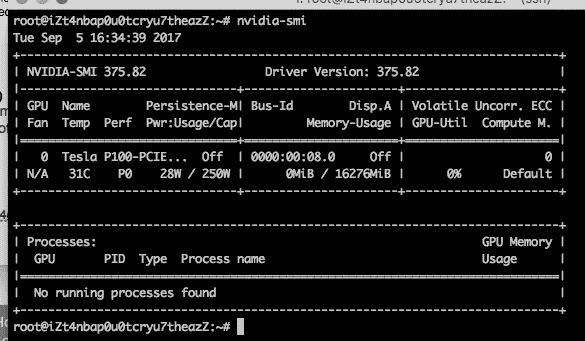 root@iZt4nbap0u0tcryu7theazZ:~# nvidia-smi
Tue Sep  5 16:34:39 2017
+-----------------------------------------------------------------------------+
| NVIDIA-SMI 375.82                 Driver Version: 375.82                    |
|-------------------------------+----------------------+----------------------+
| GPU  Name        Persistence-M| Bus-Id        Disp.A | Volatile Uncorr. ECC |
| Fan  Temp  Perf  Pwr:Usage/Cap|         Memory-Usage | GPU-Util  Compute M. |
|===============================+======================+======================|
|   0  Tesla P100-PCIE...  Off  | 0000:00:08.0     Off |                    0 |
| N/A   31C    P0    28W / 250W |      0MiB / 16276MiB |      0%      Default |
+-------------------------------+----------------------+----------------------+

+-----------------------------------------------------------------------------+
| Processes:                                                       GPU Memory |
|  GPU       PID  Type  Process name                               Usage      |
|=============================================================================|
|  No running processes found                                                 |
+-----------------------------------------------------------------------------+
root@iZt4nbap0u0tcryu7theazZ:~#